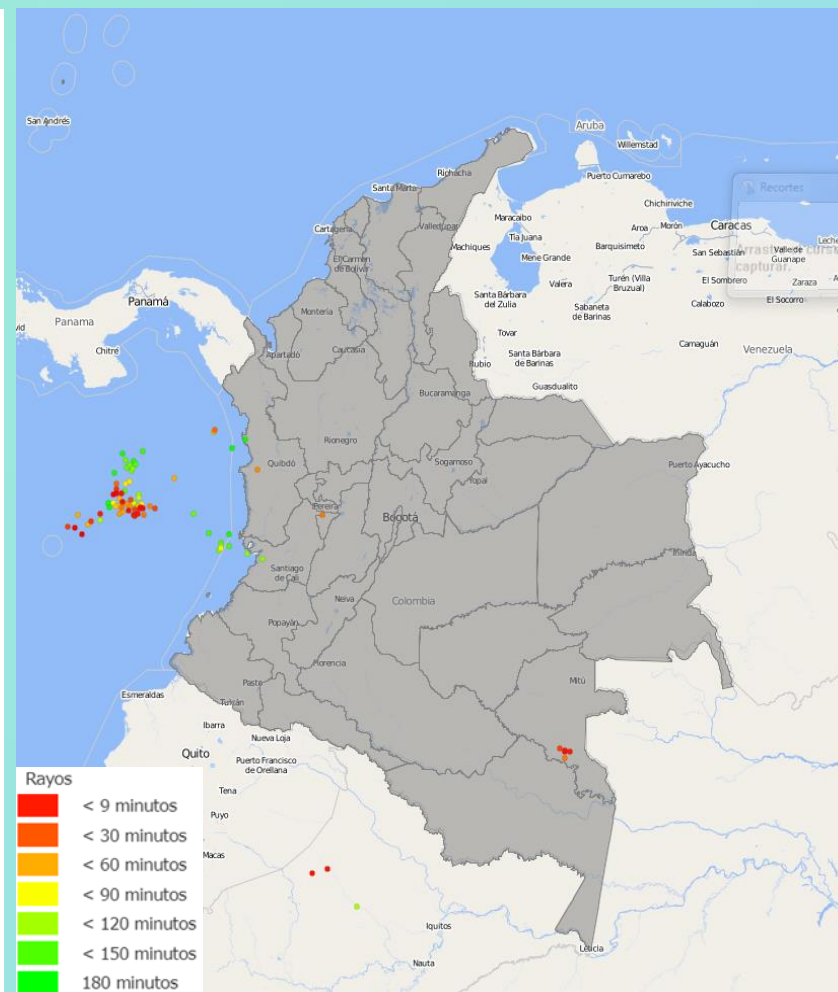 San Andrés
Aruba
Willemstad
Riohacha
Puerto Cumarebo
Santa Marta
Recortes
Chichiriviche
Maracaibo
Cartagena
Valledupar
Aroa
Morón
Caracas
Tía Juana
Machiques
Barquisimeto
San Sebastián
Valle de
Guanape
El Carmen
de Bolívar
Mene Grande
capturar.
Valera
Turén (Villa
Bruzual)
El Sombrero
Zaraza
Santa Bárbara
del Zulia
Sabaneta
de Barinas
Calabozo
El Socorro
Panamá
Panama
Montería
Tovar
Camaguán
Chitré
Apartadó
Caucasia
Rubio
Santa Bárbara
de Barinas
Venezuela
Guasdualito
Bucaramanga
Rionegro
Quibdó
Sogamoso
Puerto Ayacucho
Yopal
Pereira
Bogotá
Santiago
de Cali
Neiva
Colombia
Popayán
Florencia
Mitú
Esmeraldas
Pasto
Tulcán
Ibarra
Nueva Loja
Quito
Puerto Francisco
de Orellana
Tena
Puyo
Macas
Iquitos
Nauta
Leticia
Rayos
< 9 minutos
< 30 minutos
< 60 minutos
< 90 minutos
< 120 minutos
< 150 minutos
180 minutos